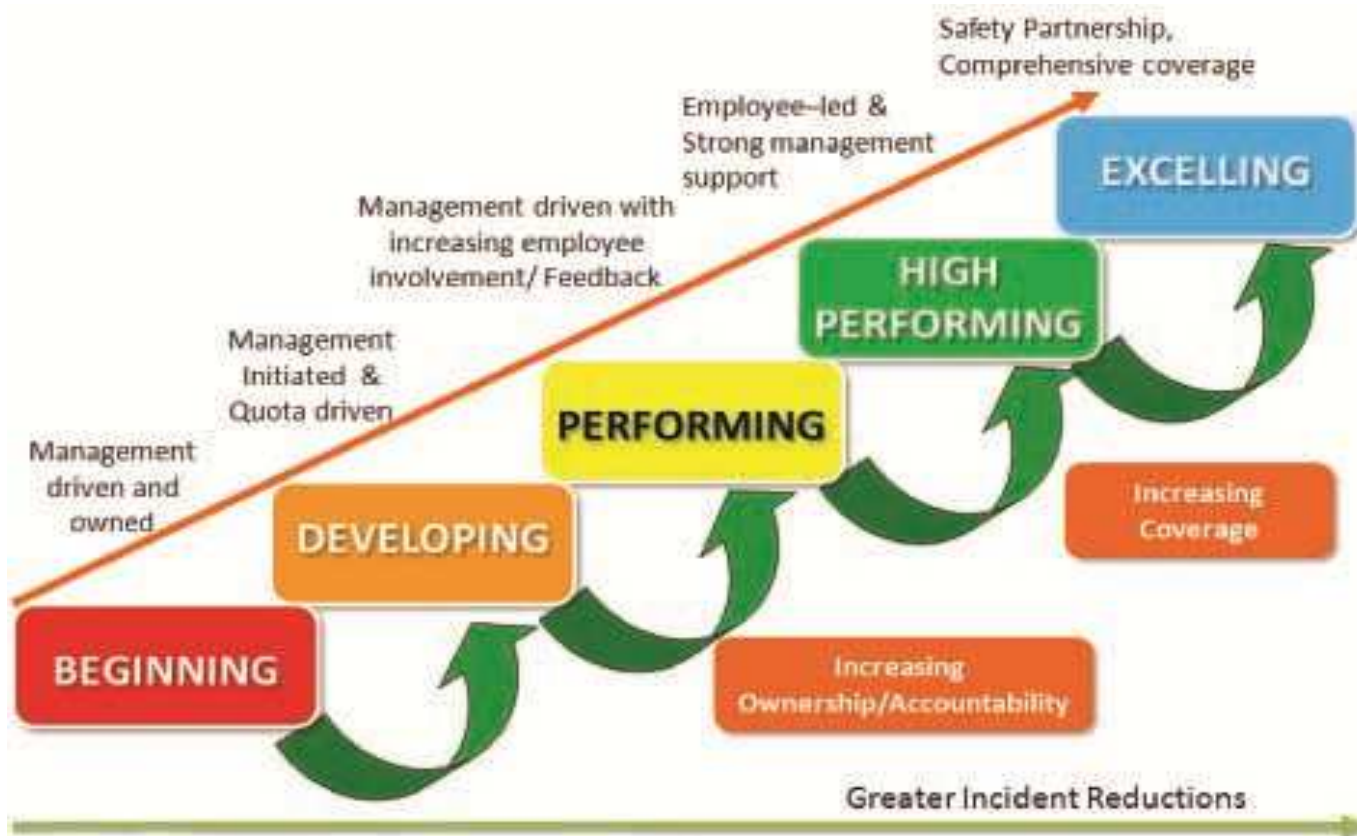 Safety Partnership,
Comprehensive coverage
Employee–led &
Strong management
support
EXCELLING
Management driven with
increasing employee
involvement/ Feedback
HIGH
PERFORMING
Management
Initiated &
Quota driven
PERFORMING
Management
driven and
owned
Increasing
Coverage
DEVELOPING
BEGINNING
Increasing
Ownership/Accountability
Greater Incident Reductions